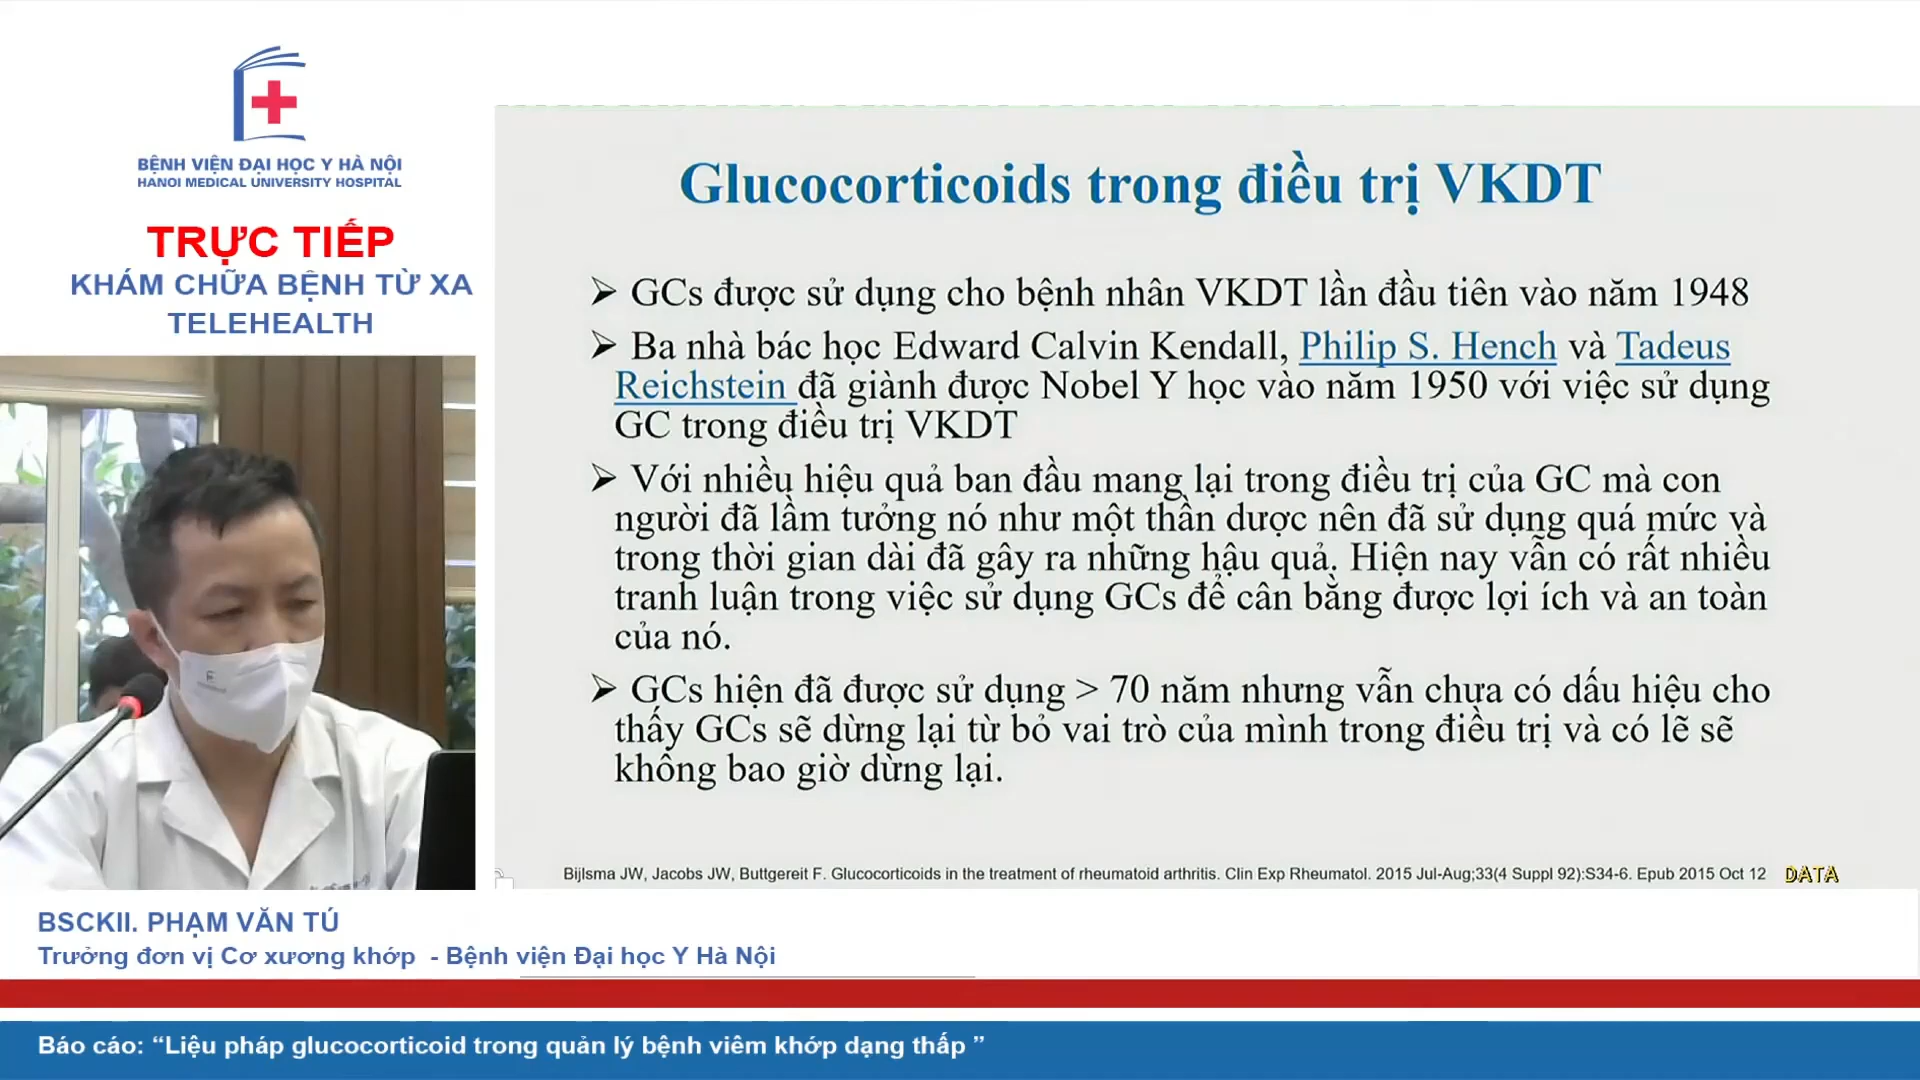 BỆNH VIỆN ĐẠI HỌC Y HÀ NỘI
HANOI MEDICAL UNIVERSITY HOSPITAL
TRỰC TIẾP
KHÁM CHỮA BỆNH TỪ XA
TELEHEALTH
Glucocorticoids trong điều trị VKDT
➢ GCs được sử dụng cho bệnh nhân VKDT lần đầu tiên vào năm 1948
➢ Ba nhà bác học Edward Calvin Kendall, Philip S. Hench và Tadeus
Reichstein đã giành được Nobel Y học vào năm 1950 với việc sử dụng
GC trong điều trị VKDT
➢ Với nhiều hiệu quả ban đầu mang lại trong điều trị của GC mà con
người đã lầm tưởng nó như một thần dược nên đã sử dụng quá mức và
trong thời gian dài đã gây ra những hậu quả. Hiện nay vẫn có rất nhiều
tranh luận trong việc sử dụng GCs để cân bằng được lợi ích và an toàn
của nó.
➢ GCs hiện đã được sử dụng > 70 năm nhưng vẫn chưa có dấu hiệu cho
thấy GCs sẽ dừng lại từ bỏ vai trò của mình trong điều trị và có lẽ sẽ
không bao giờ dừng lại.
Bijlsma JW, Jacobs JW, Buttgereit F. Glucocorticoids in the treatment of rheumatoid arthritis. Clin Exp Rheumatol. 2015 Jul-Aug;33(4 Suppl 92):S34-6. Epub 2015 Oct 12
DATA
BSCKII. PHẠM VĂN TÚ
Trưởng đơn vị Cơ xương khớp - Bệnh viện Đại học Y Hà Nội
Báo cáo: “Liệu pháp glucocorticoid trong quản lý bệnh viêm khớp dạng thấp ”